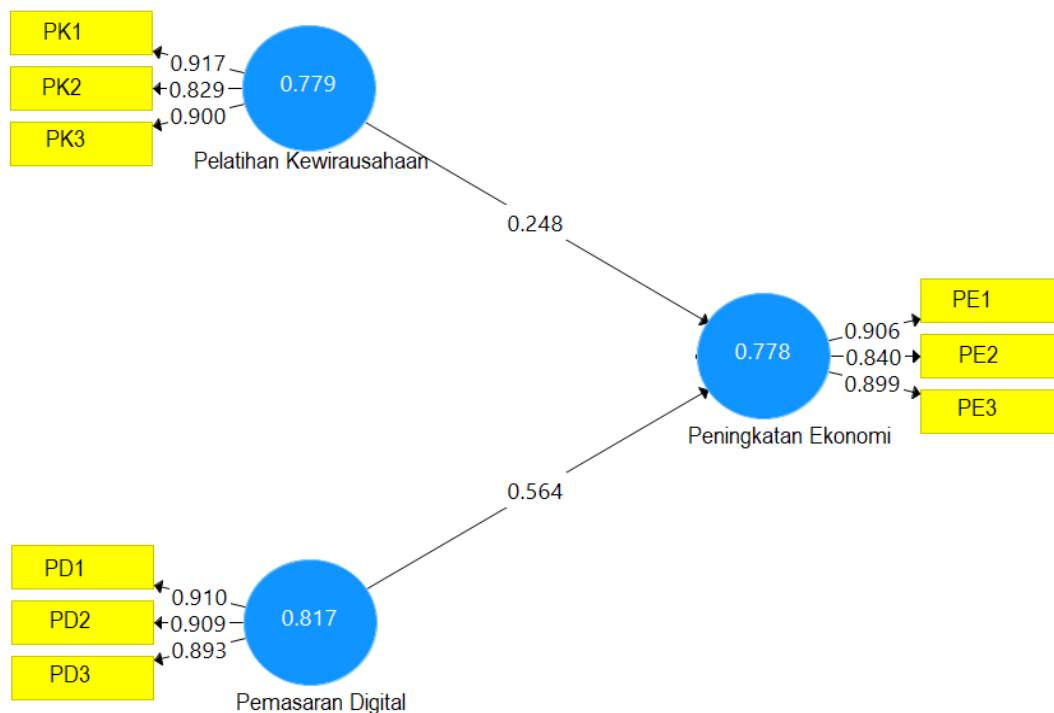 PK1
0.917
PK2
0.829
0.779
PK3
0.900
Pelatihan Kewirausahaan
0.248
PE1
0.906
0.778
0.840
PE2
0.899
PE3
Peningkatan Ekonomi
0.564
PD1
0.910
PD2
0.909
0.817
0.893
PD3
Pemasaran Digital